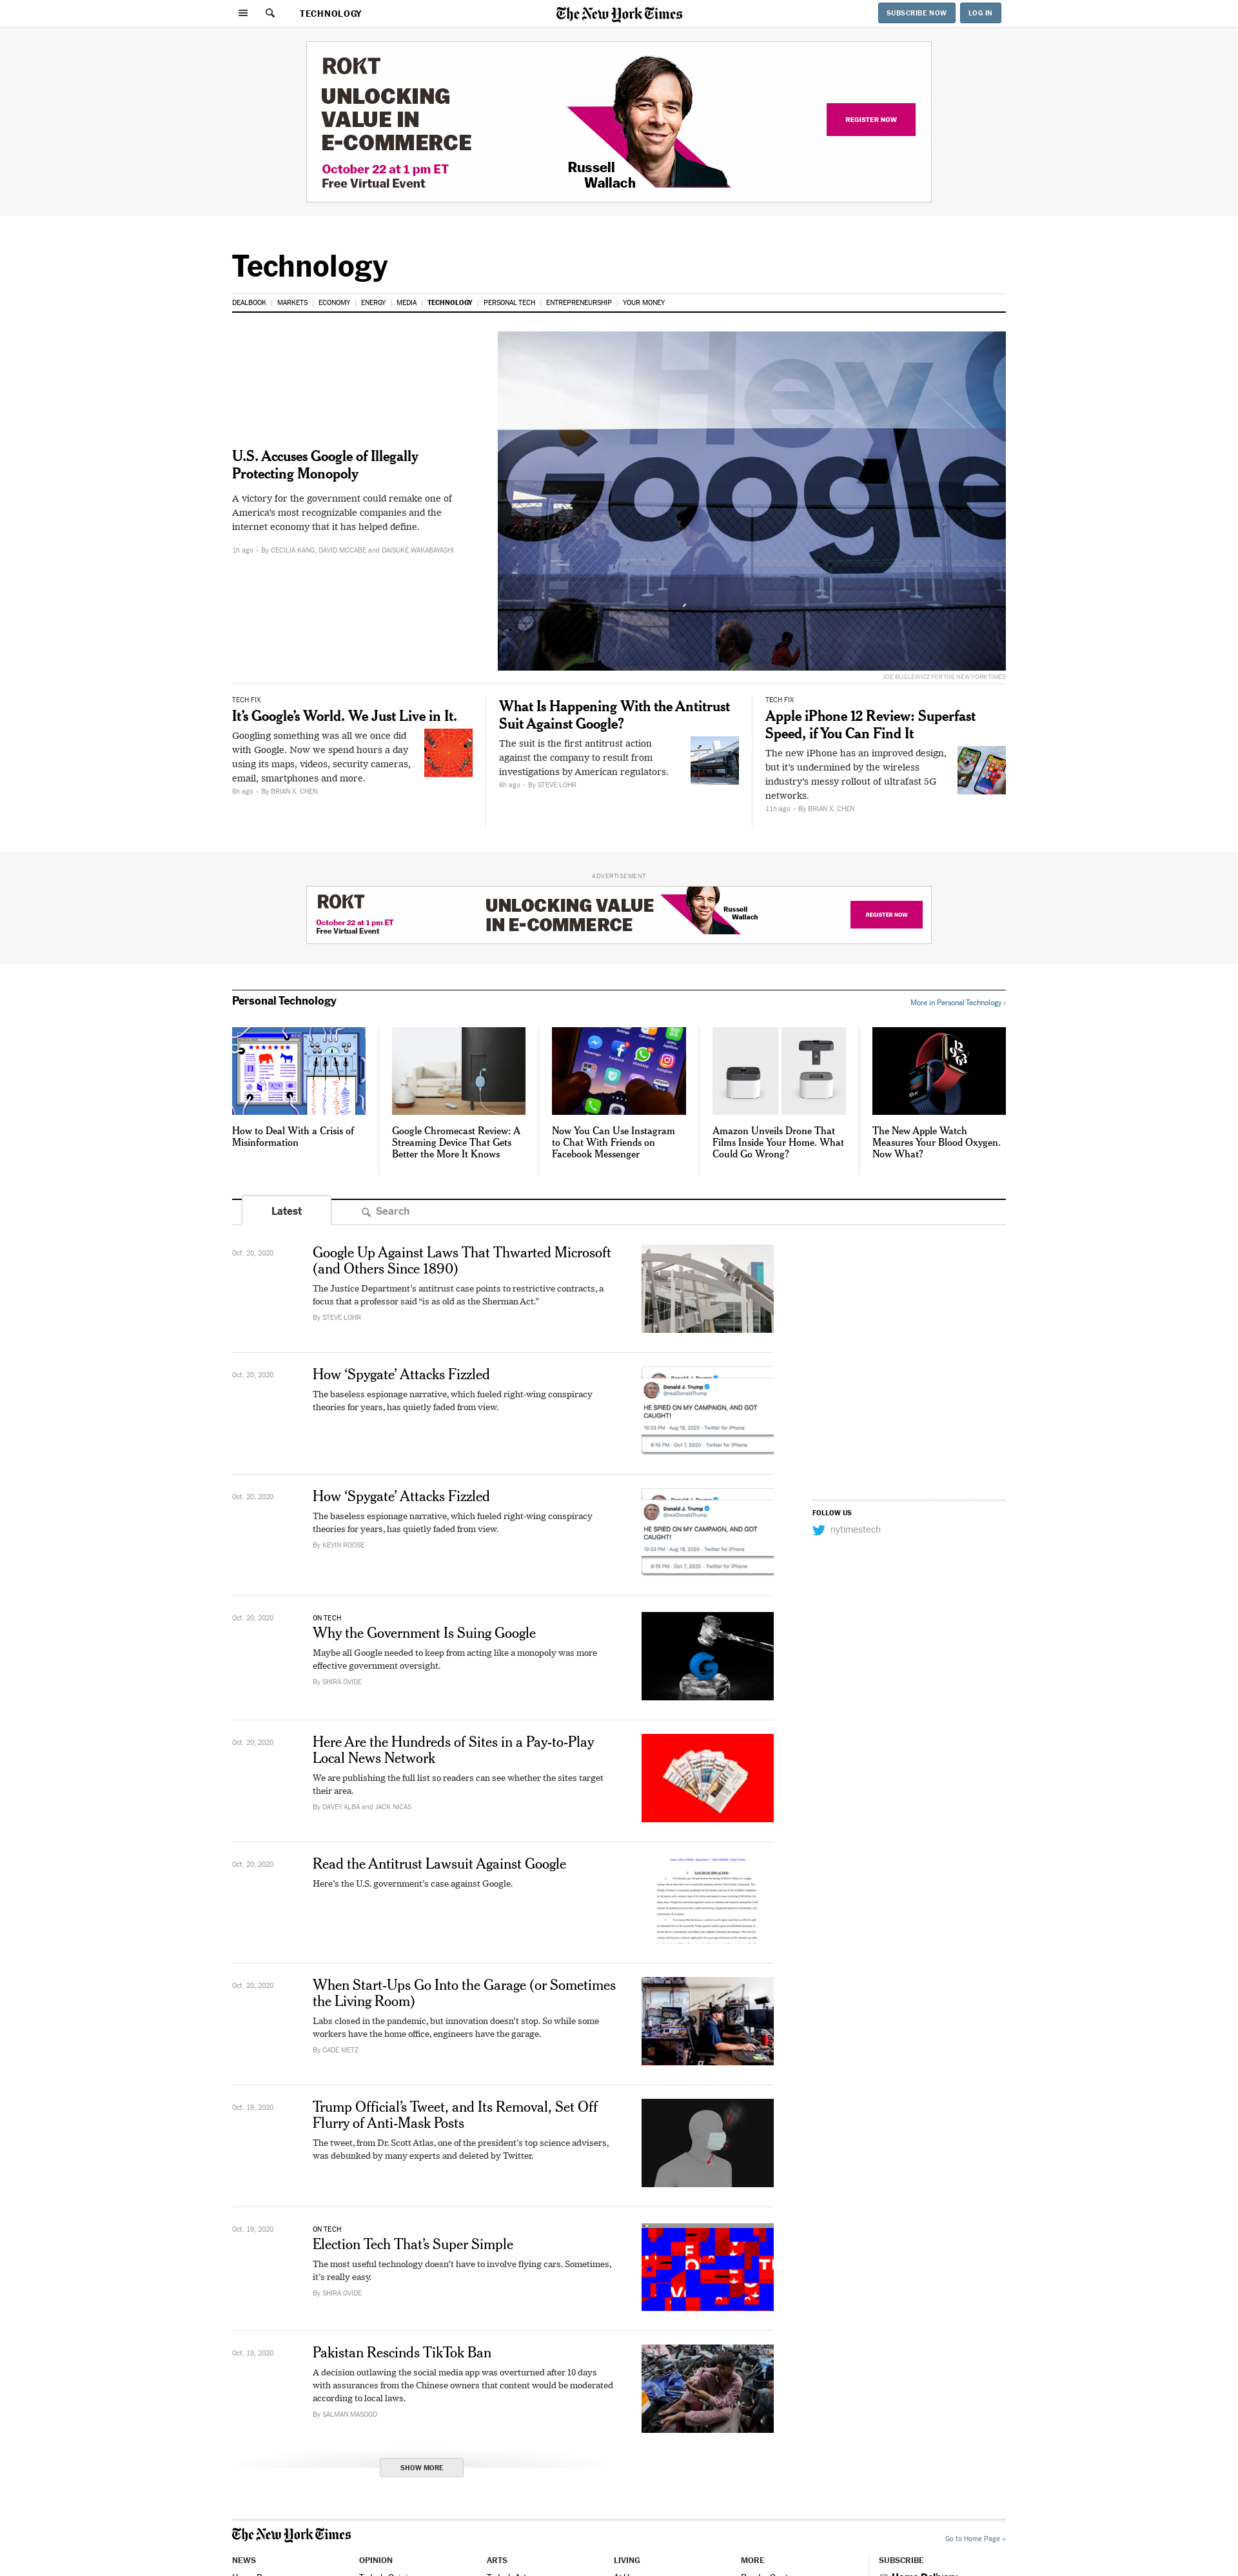 TECHNOLOGY
The New York Times
SUBSCRIBE NOW
LOG IN
ROKT
UNLOCKING
VALUE IN
E-COMMERCE
October 22 at 1 pm ET
Free Virtual Event
Russell
Wallach
REGISTER NOW
Technology
DEALBOOK | MARKETS | ECONOMY | ENERGY | MEDIA | TECHNOLOGY | PERSONAL TECH | ENTREPRENEURSHIP | YOUR MONEY
Hey G
Google
U.S. Accuses Google of Illegally
Protecting Monopoly
A victory for the government could remake one of
America's most recognizable companies and the
internet economy that it has helped define.
1h ago - By CECILIA KANG, DAVID MCCABE and DAISUKE WAKABAYASHI
JOE BUGLEWICZ FOR THE NEW YORK TIMES
TECH FIX
It's Google's World. We Just Live in It.
Googling something was all we once did
with Google. Now we spend hours a day
using its maps, videos, security cameras,
email, smartphones and more.
6h ago - By BRIAN X. CHEN
What Is Happening With the Antitrust
Suit Against Google?
The suit is the first antitrust action
against the company to result from
investigations by American regulators.
6h ago - By STEVE LOHR
TECH FIX
Apple iPhone 12 Review: Superfast
Speed, if You Can Find It
The new iPhone has an improved design,
but it's undermined by the wireless
industry's messy rollout of ultrafast 5G
networks.
11h ago - By BRIAN X. CHEN
ADVERTISEMENT
ROKT
October 22 at 1 pm ET
Free Virtual Event
UNLOCKING VALUE
IN E-COMMERCE
Russell
Wallach
REGISTER NOW
Personal Technology
More in Personal Technology ›
How to Deal With a Crisis of
Misinformation
Google Chromecast Review: A
Streaming Device That Gets
Better the More It Knows
Now You Can Use Instagram
to Chat With Friends on
Facebook Messenger
Amazon Unveils Drone That
Films Inside Your Home. What
Could Go Wrong?
The New Apple Watch
Measures Your Blood Oxygen.
Now What?
Latest
Search
Oct. 20, 2020
Google Up Against Laws That Thwarted Microsoft
(and Others Since 1890)
The Justice Department's antitrust case points to restrictive contracts, a
focus that a professor said “is as old as the Sherman Act.”
By STEVE LOHR
Oct. 20, 2020
How ‘Spygate’ Attacks Fizzled
The baseless espionage narrative, which fueled right-wing conspiracy
theories for years, has quietly faded from view.
Donald J. Trump
@realDonaldTrump
HE SPIED ON MY CAMPAIGN, AND GOT
CAUGHT!
10:33 PM · Aug 19, 2020 · Twitter for iPhone
9:15 PM · Oct 7, 2020 · Twitter for iPhone
Oct. 20, 2020
How ‘Spygate’ Attacks Fizzled
The baseless espionage narrative, which fueled right-wing conspiracy
theories for years, has quietly faded from view.
By KEVIN ROOSE
Donald J. Trump
@realDonaldTrump
HE SPIED ON MY CAMPAIGN, AND GOT
CAUGHT!
10:33 PM · Aug 19, 2020 · Twitter for iPhone
9:15 PM · Oct 7, 2020 · Twitter for iPhone
FOLLOW US
nytimestech
Oct. 20, 2020
ON TECH
Why the Government Is Suing Google
Maybe all Google needed to keep from acting like a monopoly was more
effective government oversight.
By SHIRA OVIDE
Oct. 20, 2020
Here Are the Hundreds of Sites in a Pay-to-Play
Local News Network
We are publishing the full list so readers can see whether the sites target
their area.
By DAVEY ALBA and JACK NICAS
Oct. 20, 2020
Read the Antitrust Lawsuit Against Google
Here's the U.S. government's case against Google.
Oct. 20, 2020
When Start-Ups Go Into the Garage (or Sometimes
the Living Room)
Labs closed in the pandemic, but innovation doesn't stop. So while some
workers have the home office, engineers have the garage.
By CADE METZ
Oct. 19, 2020
Trump Official's Tweet, and Its Removal, Set Off
Flurry of Anti-Mask Posts
The tweet, from Dr. Scott Atlas, one of the president's top science advisers,
was debunked by many experts and deleted by Twitter.
Oct. 19, 2020
ON TECH
Election Tech That's Super Simple
The most useful technology doesn't have to involve flying cars. Sometimes,
it's really easy.
By SHIRA OVIDE
Oct. 19, 2020
Pakistan Rescinds TikTok Ban
A decision outlawing the social media app was overturned after 10 days
with assurances from the Chinese owners that content would be moderated
according to local laws.
By SALMAN MASOOD
SHOW MORE
The New York Times
Go to Home Page »
NEWS
OPINION
ARTS
LIVING
MORE
SUBSCRIBE